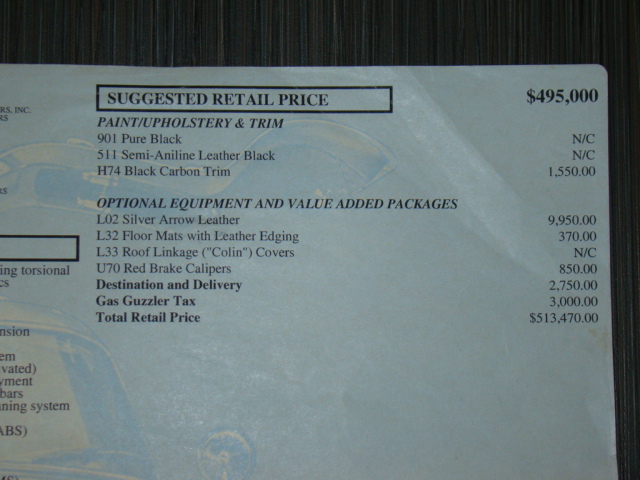 SUGGESTED RETAIL PRICE $495,000
PAINT/UPHOLSTERY & TRIM
901 Pure Black N/C
511 Semi-Aniline Leather Black N/C
H74 Black Carbon Trim 1,550.00
OPTIONAL EQUIPMENT AND VALUE ADDED PACKAGES
L02 Silver Arrow Leather 9,950.00
L32 Floor Mats with Leather Edging 370.00
L33 Roof Linkage ("Colin") Covers N/C
U70 Red Brake Calipers 850.00
Destination and Delivery 2,750.00
Gas Guzzler Tax 3,000.00
Total Retail Price $513,470.00
RS, INC.
RS
ing torsional
cs
nsion
em
vated)
yment
bars
ning system
ABS)